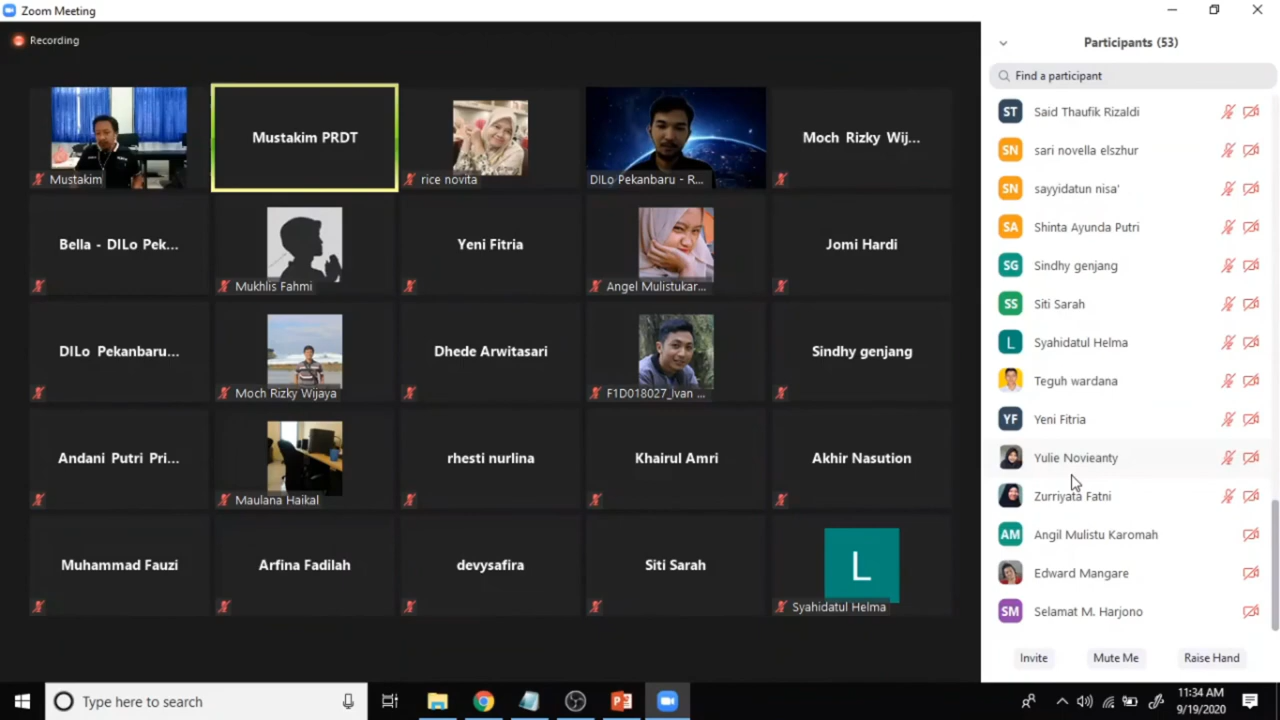 Zoom Meeting
Recording
Mustakim
Mustakim PRDT
rice novita
DILo Pekanbaru - R...
Moch Rizky Wij...
Bella - DILo Pek...
Mukhlis Fahmi
Yeni Fitria
Angel Mulistukar...
Jomi Hardi
DILo Pekanbaru...
Moch Rizky Wijaya
Dhede Arwitasari
F1D018027_Ivan ...
Sindhy genjang
Andani Putri Pri...
Maulana Haikal
rhesti nurlina
Khairul Amri
Akhir Nasution
Muhammad Fauzi
Arfina Fadilah
devysafira
Siti Sarah
L
Syahidatul Helma
Participants (53)
Find a participant
ST Said Thaufik Rizaldi
SN sari novella elszhur
SN sayyidatun nisa'
SA Shinta Ayunda Putri
SG Sindhy genjang
SS Siti Sarah
L Syahidatul Helma
Teguh wardana
YF Yeni Fitria
Yulie Novieanty
Zurriyata Fatni
AM Angil Mulistu Karomah
Edward Mangare
SM Selamat M. Harjono
Invite Mute Me Raise Hand
Type here to search
11:34 AM
9/19/2020